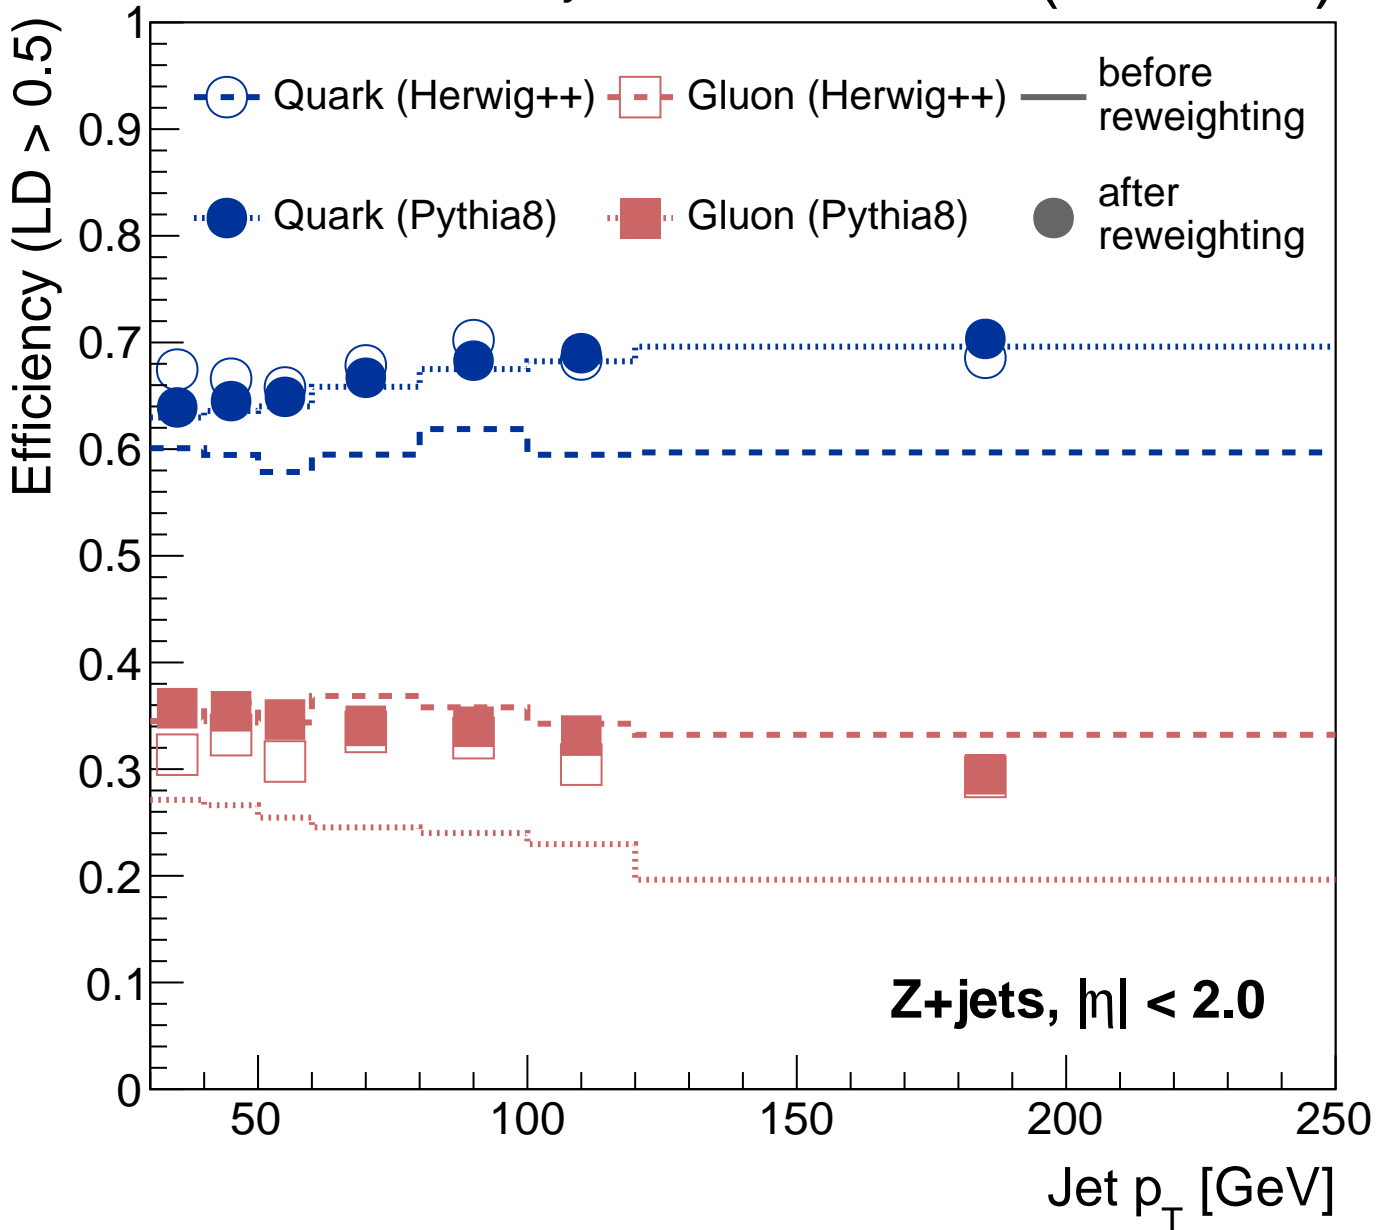 Efficiency (LD > 0.5)
1
0.9
0.8
0.7
0.6
0.5
0.4
0.3
0.2
0.1
0
Quark (Herwig++)
Gluon (Herwig++)
before
reweighting
Quark (Pythia8)
Gluon (Pythia8)
after
reweighting
Z+jets, |η| < 2.0
50
100
150
200
250
Jet p_T [GeV]